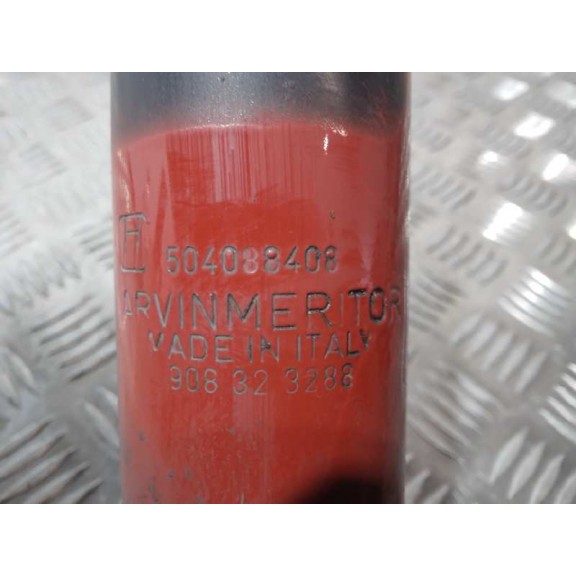 504088408
ARVINMERITOR
MADE IN ITALY
908 32 3288